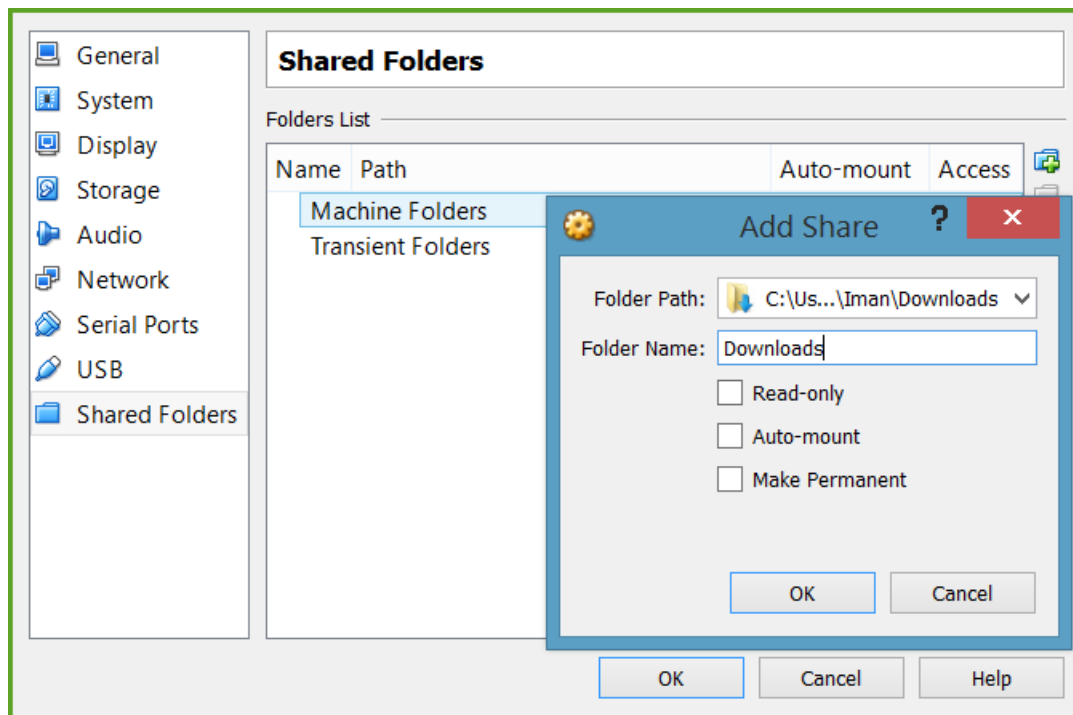 General
System
Display
Storage
Audio
Network
Serial Ports
USB
Shared Folders
Shared Folders
Folders List
Name Path Auto-mount Access
Machine Folders
Transient Folders
Add Share ? x
Folder Path: C:\Us...\Iman\Downloads
Folder Name: Downloads
Read-only
Auto-mount
Make Permanent
OK Cancel
OK Cancel Help